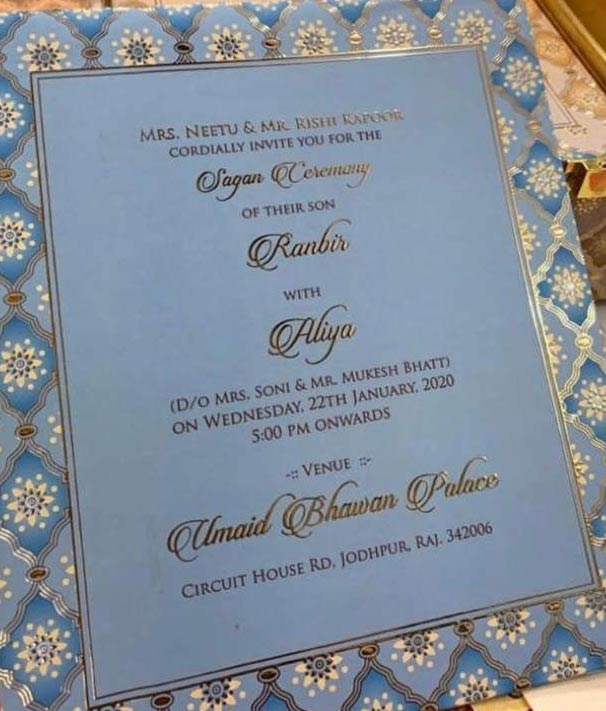 MRS. NEETU & MR. RISHI KAPOOR
CORDIALLY INVITE YOU FOR THE
Sagan Ceremony
OF THEIR SON
Ranbir
WITH
Aliya
(D/O MRS. SONI & MR. MUKESH BHATT)
ON WEDNESDAY, 22TH JANUARY, 2020
5:00 PM ONWARDS
-:: VENUE ::-
Umaid Bhawan Palace
CIRCUIT HOUSE RD, JODHPUR, RAJ. 342006